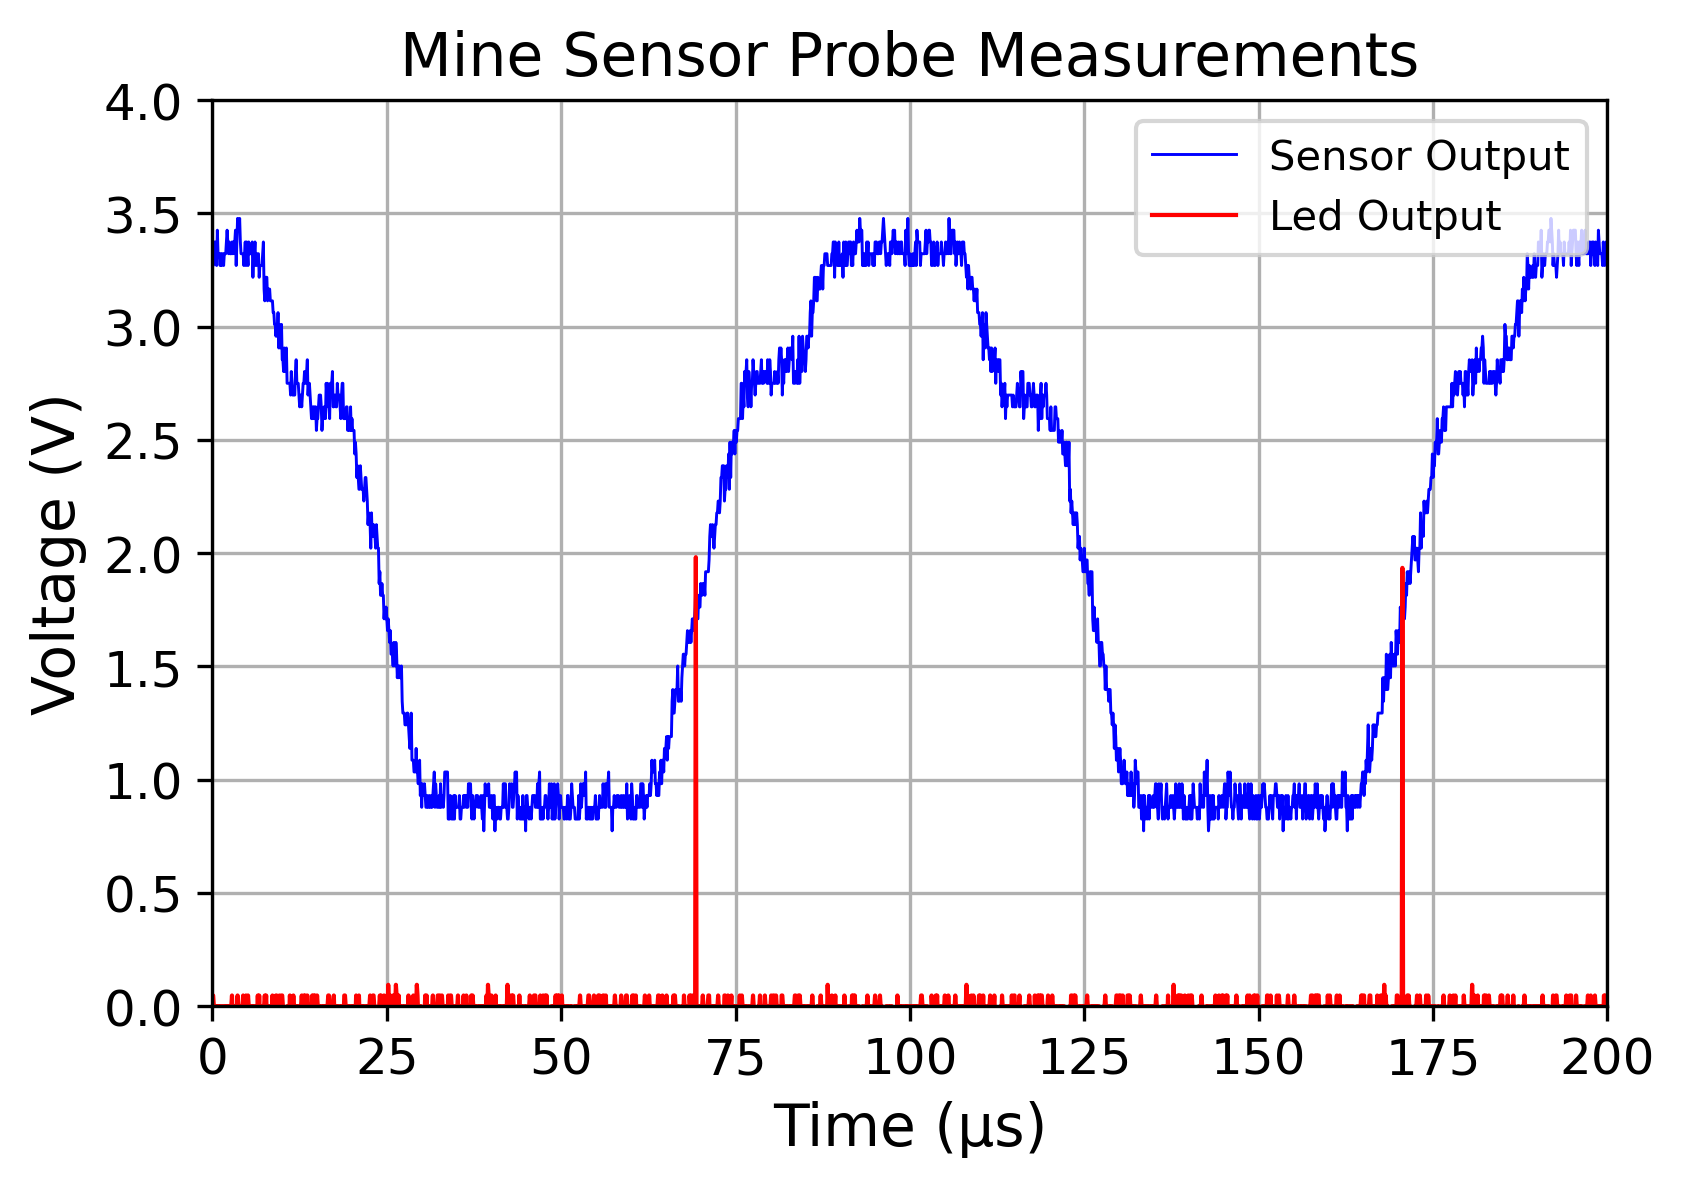 Mine Sensor Probe Measurements
4.0
3.5
3.0
2.5
2.0
1.5
1.0
0.5
0.0
Voltage (V)
Sensor Output
Led Output
0 25 50 75 100 125 150 175 200
Time (µs)